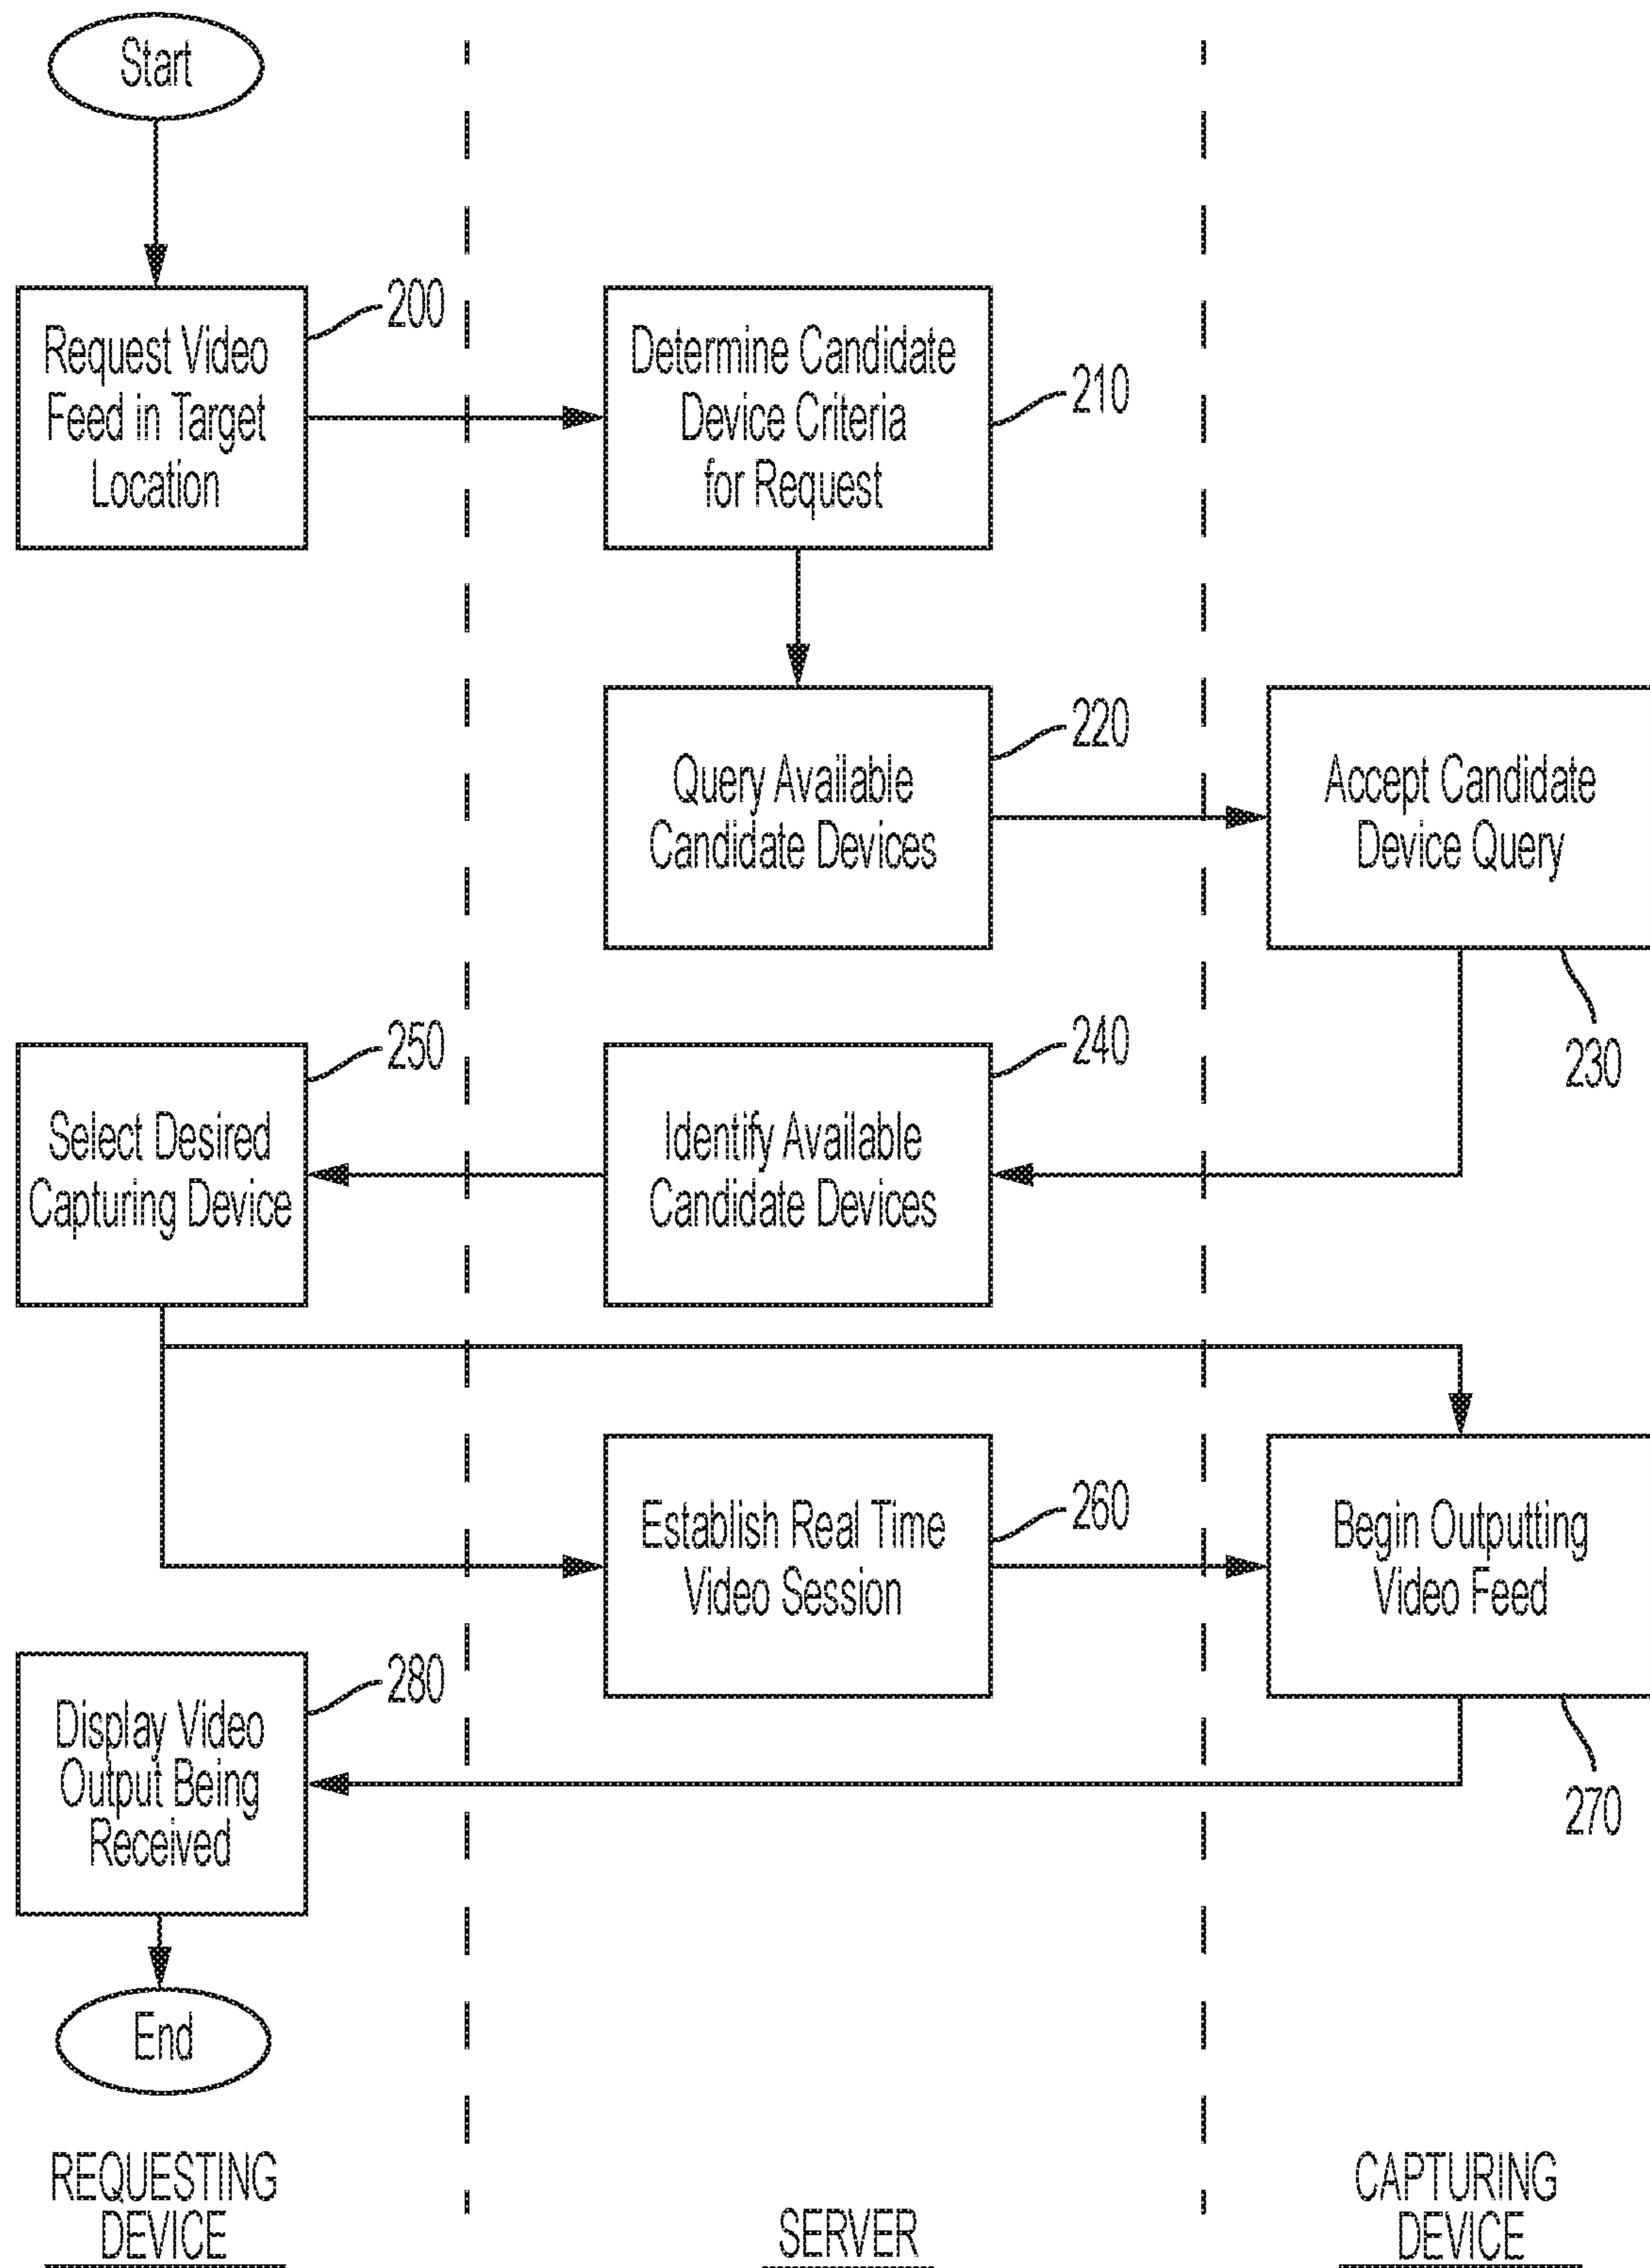 Start
Request Video
Feed in Target
Location
200
Determine Candidate
Device Criteria
for Request
210
Query Available
Candidate Devices
220
Accept Candidate
Device Query
230
Identify Available
Candidate Devices
240
Select Desired
Capturing Device
250
Establish Real Time
Video Session
260
Begin Outputting
Video Feed
270
Display Video
Output Being
Received
280
End
REQUESTING
DEVICE
SERVER
CAPTURING
DEVICE